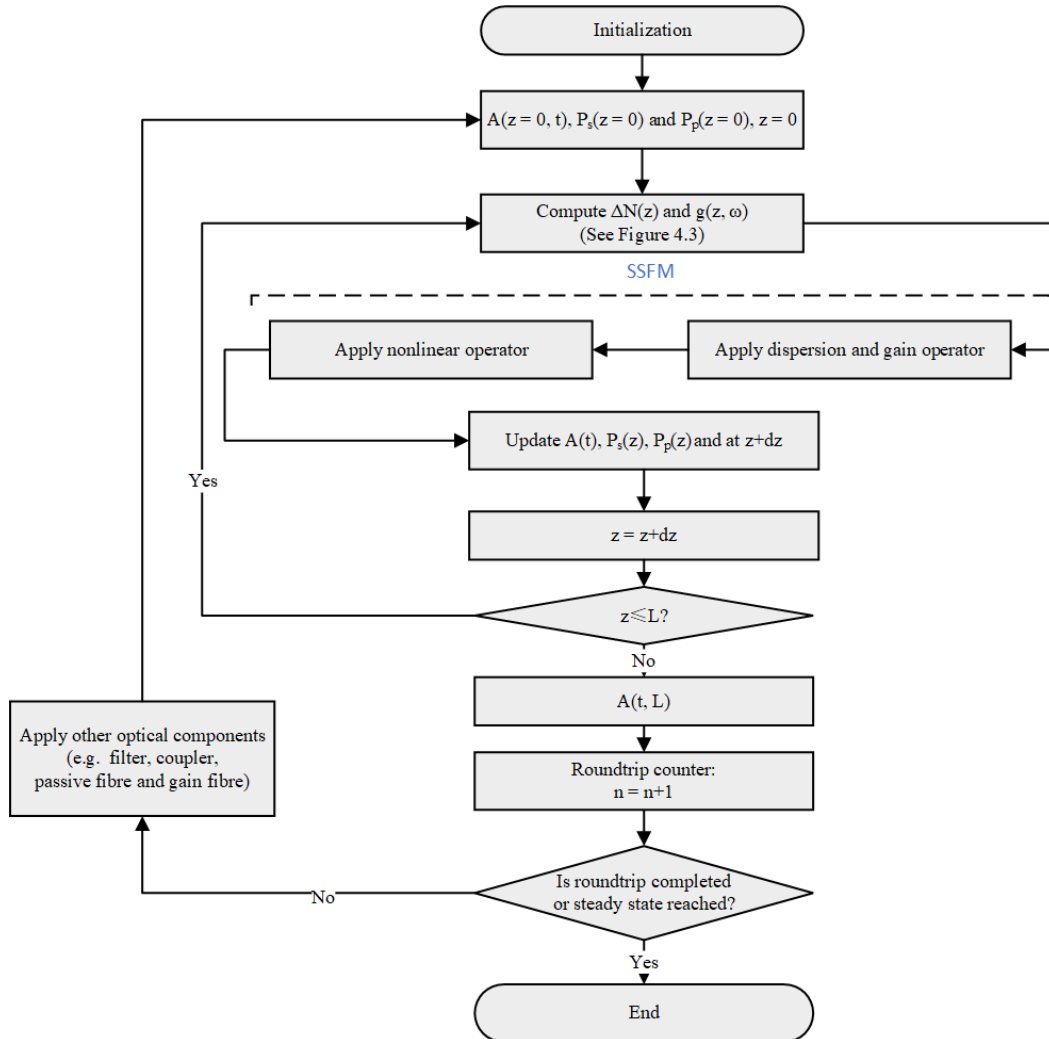 Initialization
A(z = 0, t), Pₛ(z = 0) and Pₚ(z = 0), z = 0
Compute ΔN(z) and g(z, ω)
(See Figure 4.3)
SSFM
Apply dispersion and gain operator
Apply nonlinear operator
Update A(t), Pₛ(z), Pₚ(z) and at z+dz
z = z+dz
z⩽L?
Yes
No
A(t, L)
Roundtrip counter:
n = n+1
Is roundtrip completed
or steady state reached?
No
Apply other optical components
(e.g. filter, coupler,
passive fibre and gain fibre)
Yes
End